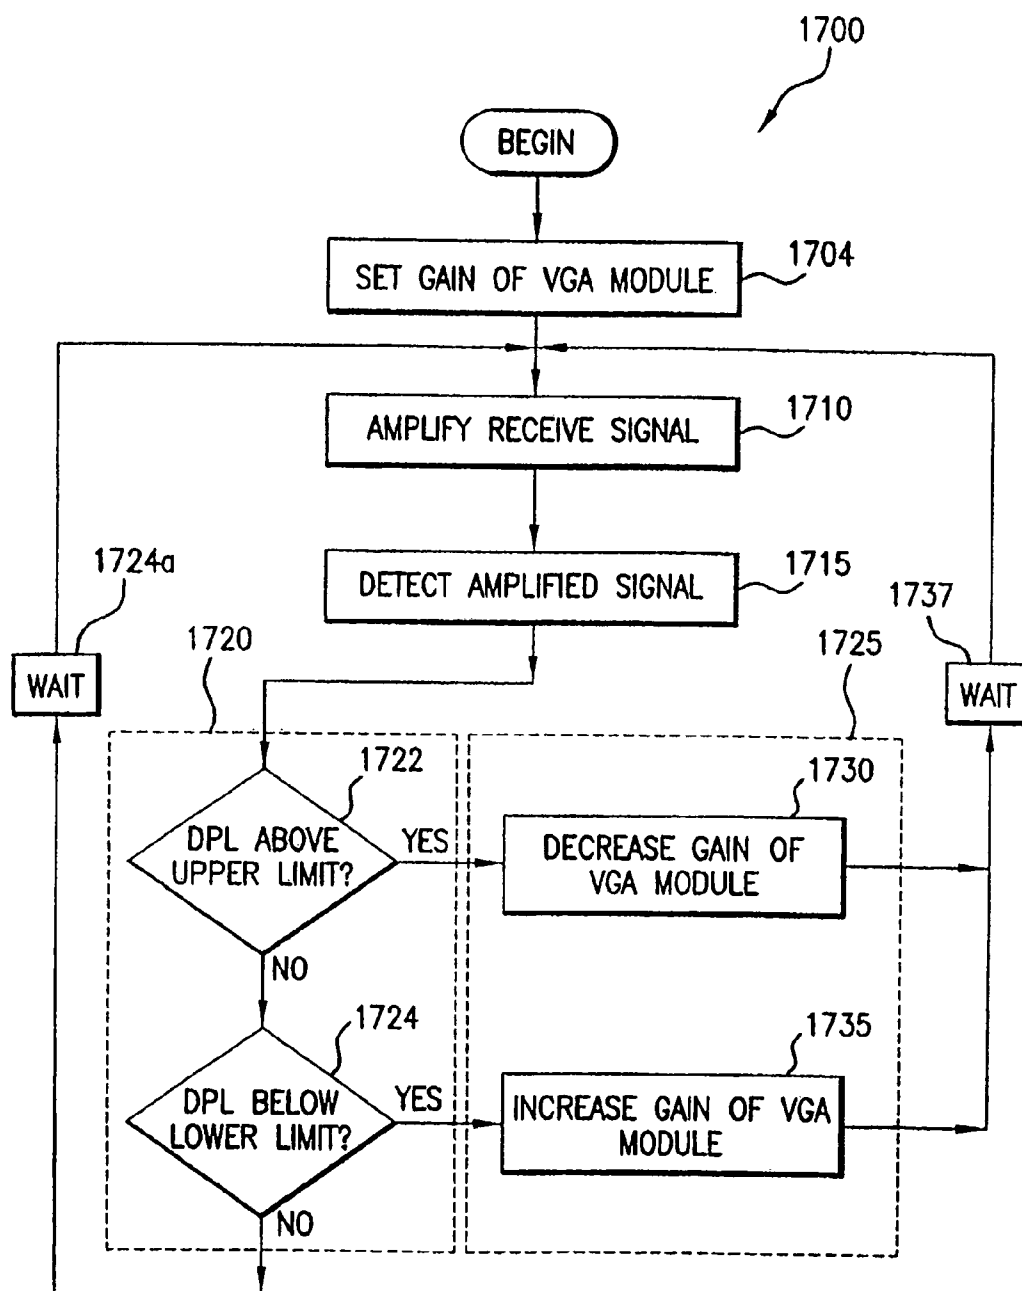 1700
BEGIN
SET GAIN OF VGA MODULE
1704
AMPLIFY RECEIVE SIGNAL
1710
DETECT AMPLIFIED SIGNAL
1715
1724a
WAIT
1737
WAIT
1720
1725
1722
DPL ABOVE
UPPER LIMIT?
YES
NO
1730
DECREASE GAIN OF
VGA MODULE
1724
DPL BELOW
LOWER LIMIT?
YES
NO
1735
INCREASE GAIN OF VGA
MODULE